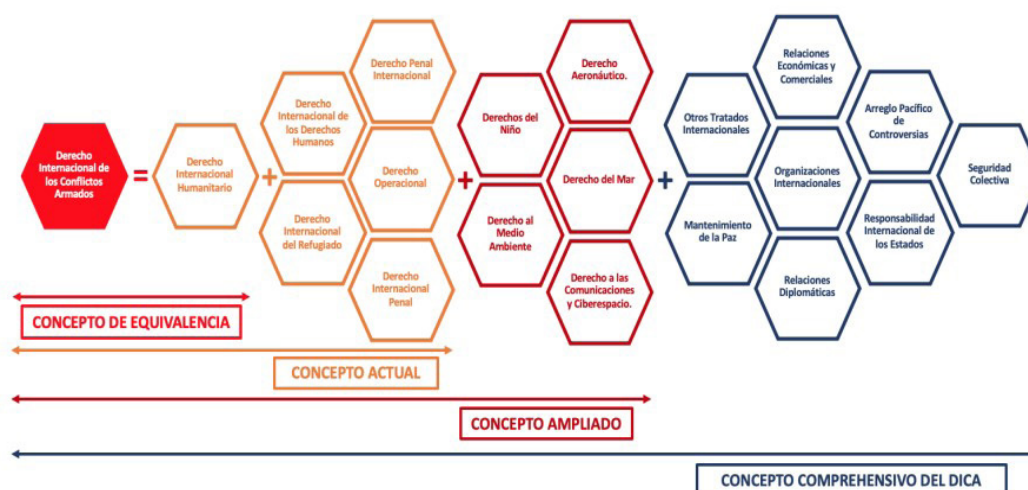 Derecho
Internacional de
los Conflictos
Armados
=
Derecho
Internacional
Humanitario
+
Derecho Penal
Internacional
Derecho
Internacional de
los Derechos
Humanos
Derecho
Operacional
Derecho
Internacional
del Refugiado
Derecho
Internacional
Penal
+
Derecho
Aeronáutico.
Derechos del
Niño
Derecho del Mar
Derecho al
Medio
Ambiente
Derecho a las
Comunicaciones
y Ciberespacio.
+
Relaciones
Económicas y
Comerciales
Otros Tratados
Internacionales
Arreglo Pacífico
de
Controversias
Organizaciones
Internacionales
Seguridad
Colectiva
Mantenimiento
de la Paz
Responsabilidad
Internacional de
los Estados
Relaciones
Diplomáticas
CONCEPTO DE EQUIVALENCIA
CONCEPTO ACTUAL
CONCEPTO AMPLIADO
CONCEPTO COMPREHENSIVO DEL DICA